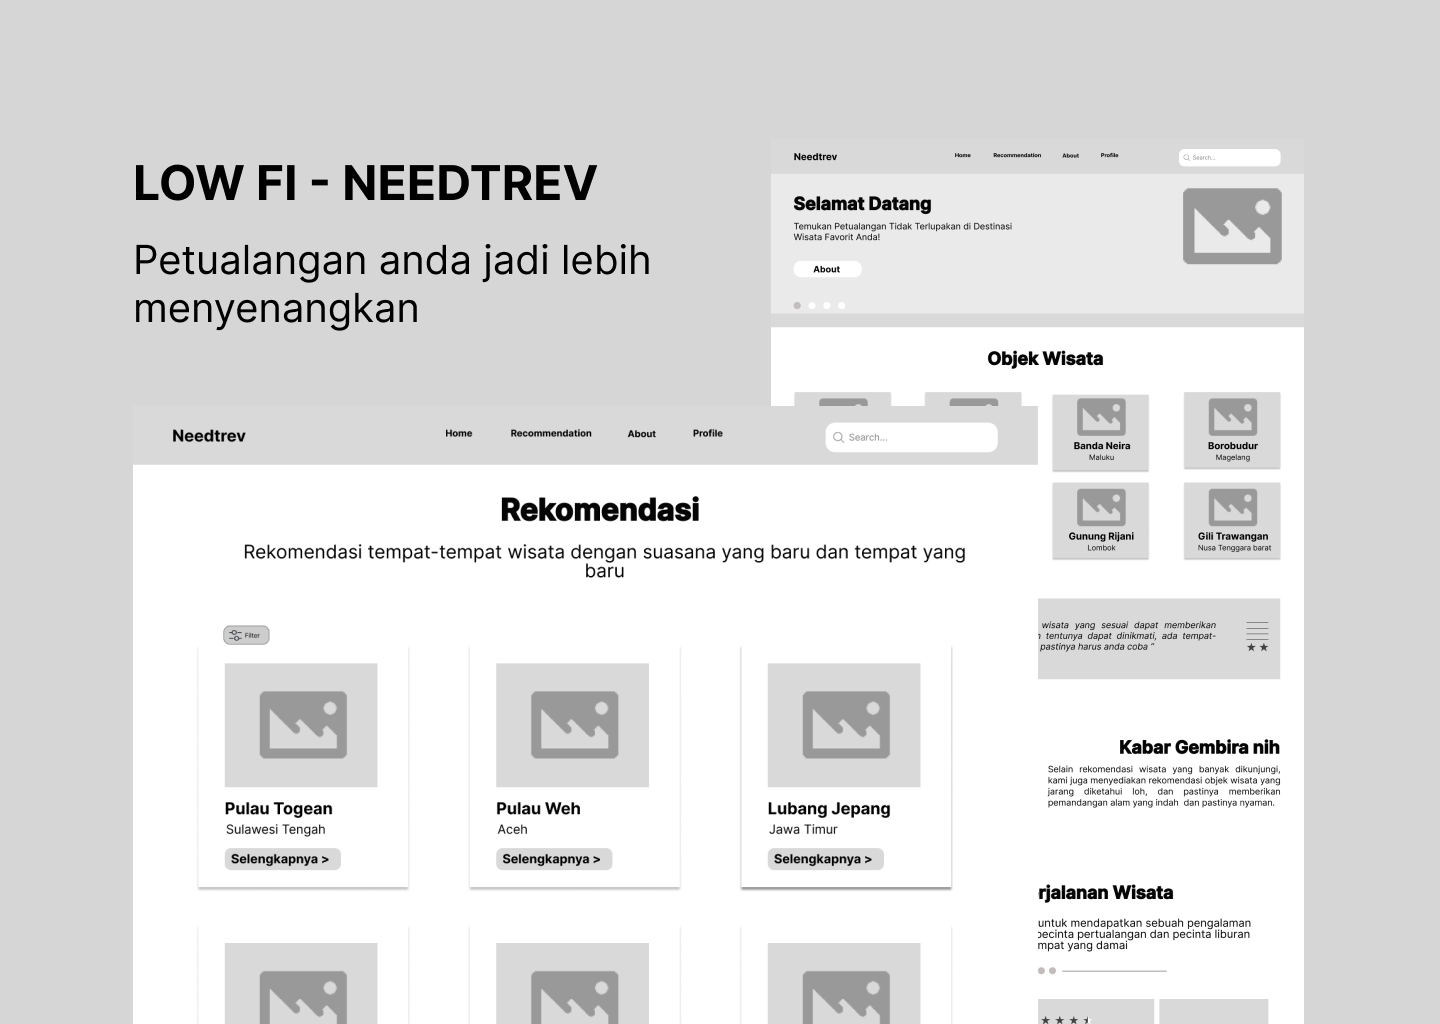 LOW FI - NEEDTREV
Petualangan anda jadi lebih
menyenangkan
Needtrev
Home
Recommendation
About
Profile
Search...
Selamat Datang
Temukan Petualangan Tidak Terlupakan di Destinasi
Wisata Favorit Anda!
About
Objek Wisata
Banda Neira
Maluku
Borobudur
Magelang
Gunung Rijani
Lombok
Gili Trawangan
Nusa Tenggara barat
wisata yang sesuai dapat memberikan
tentunya dapat dinikmati, ada tempat-
pastinya harus anda coba "
Kabar Gembira nih
Selain rekomendasi wisata yang banyak dikunjungi,
kami juga menyediakan rekomendasi objek wisata yang
jarang diketahui loh, dan pastinya memberikan
pemandangan alam yang indah dan pastinya nyaman.
rjalanan Wisata
untuk mendapatkan sebuah pengalaman
pecinta pertualangan dan pecinta liburan
mpat yang damai
Needtrev
Home
Recommendation
About
Profile
Search...
Rekomendasi
Rekomendasi tempat-tempat wisata dengan suasana yang baru dan tempat yang
baru
Filter
Pulau Togean
Sulawesi Tengah
Selengkapnya >
Pulau Weh
Aceh
Selengkapnya >
Lubang Jepang
Jawa Timur
Selengkapnya >